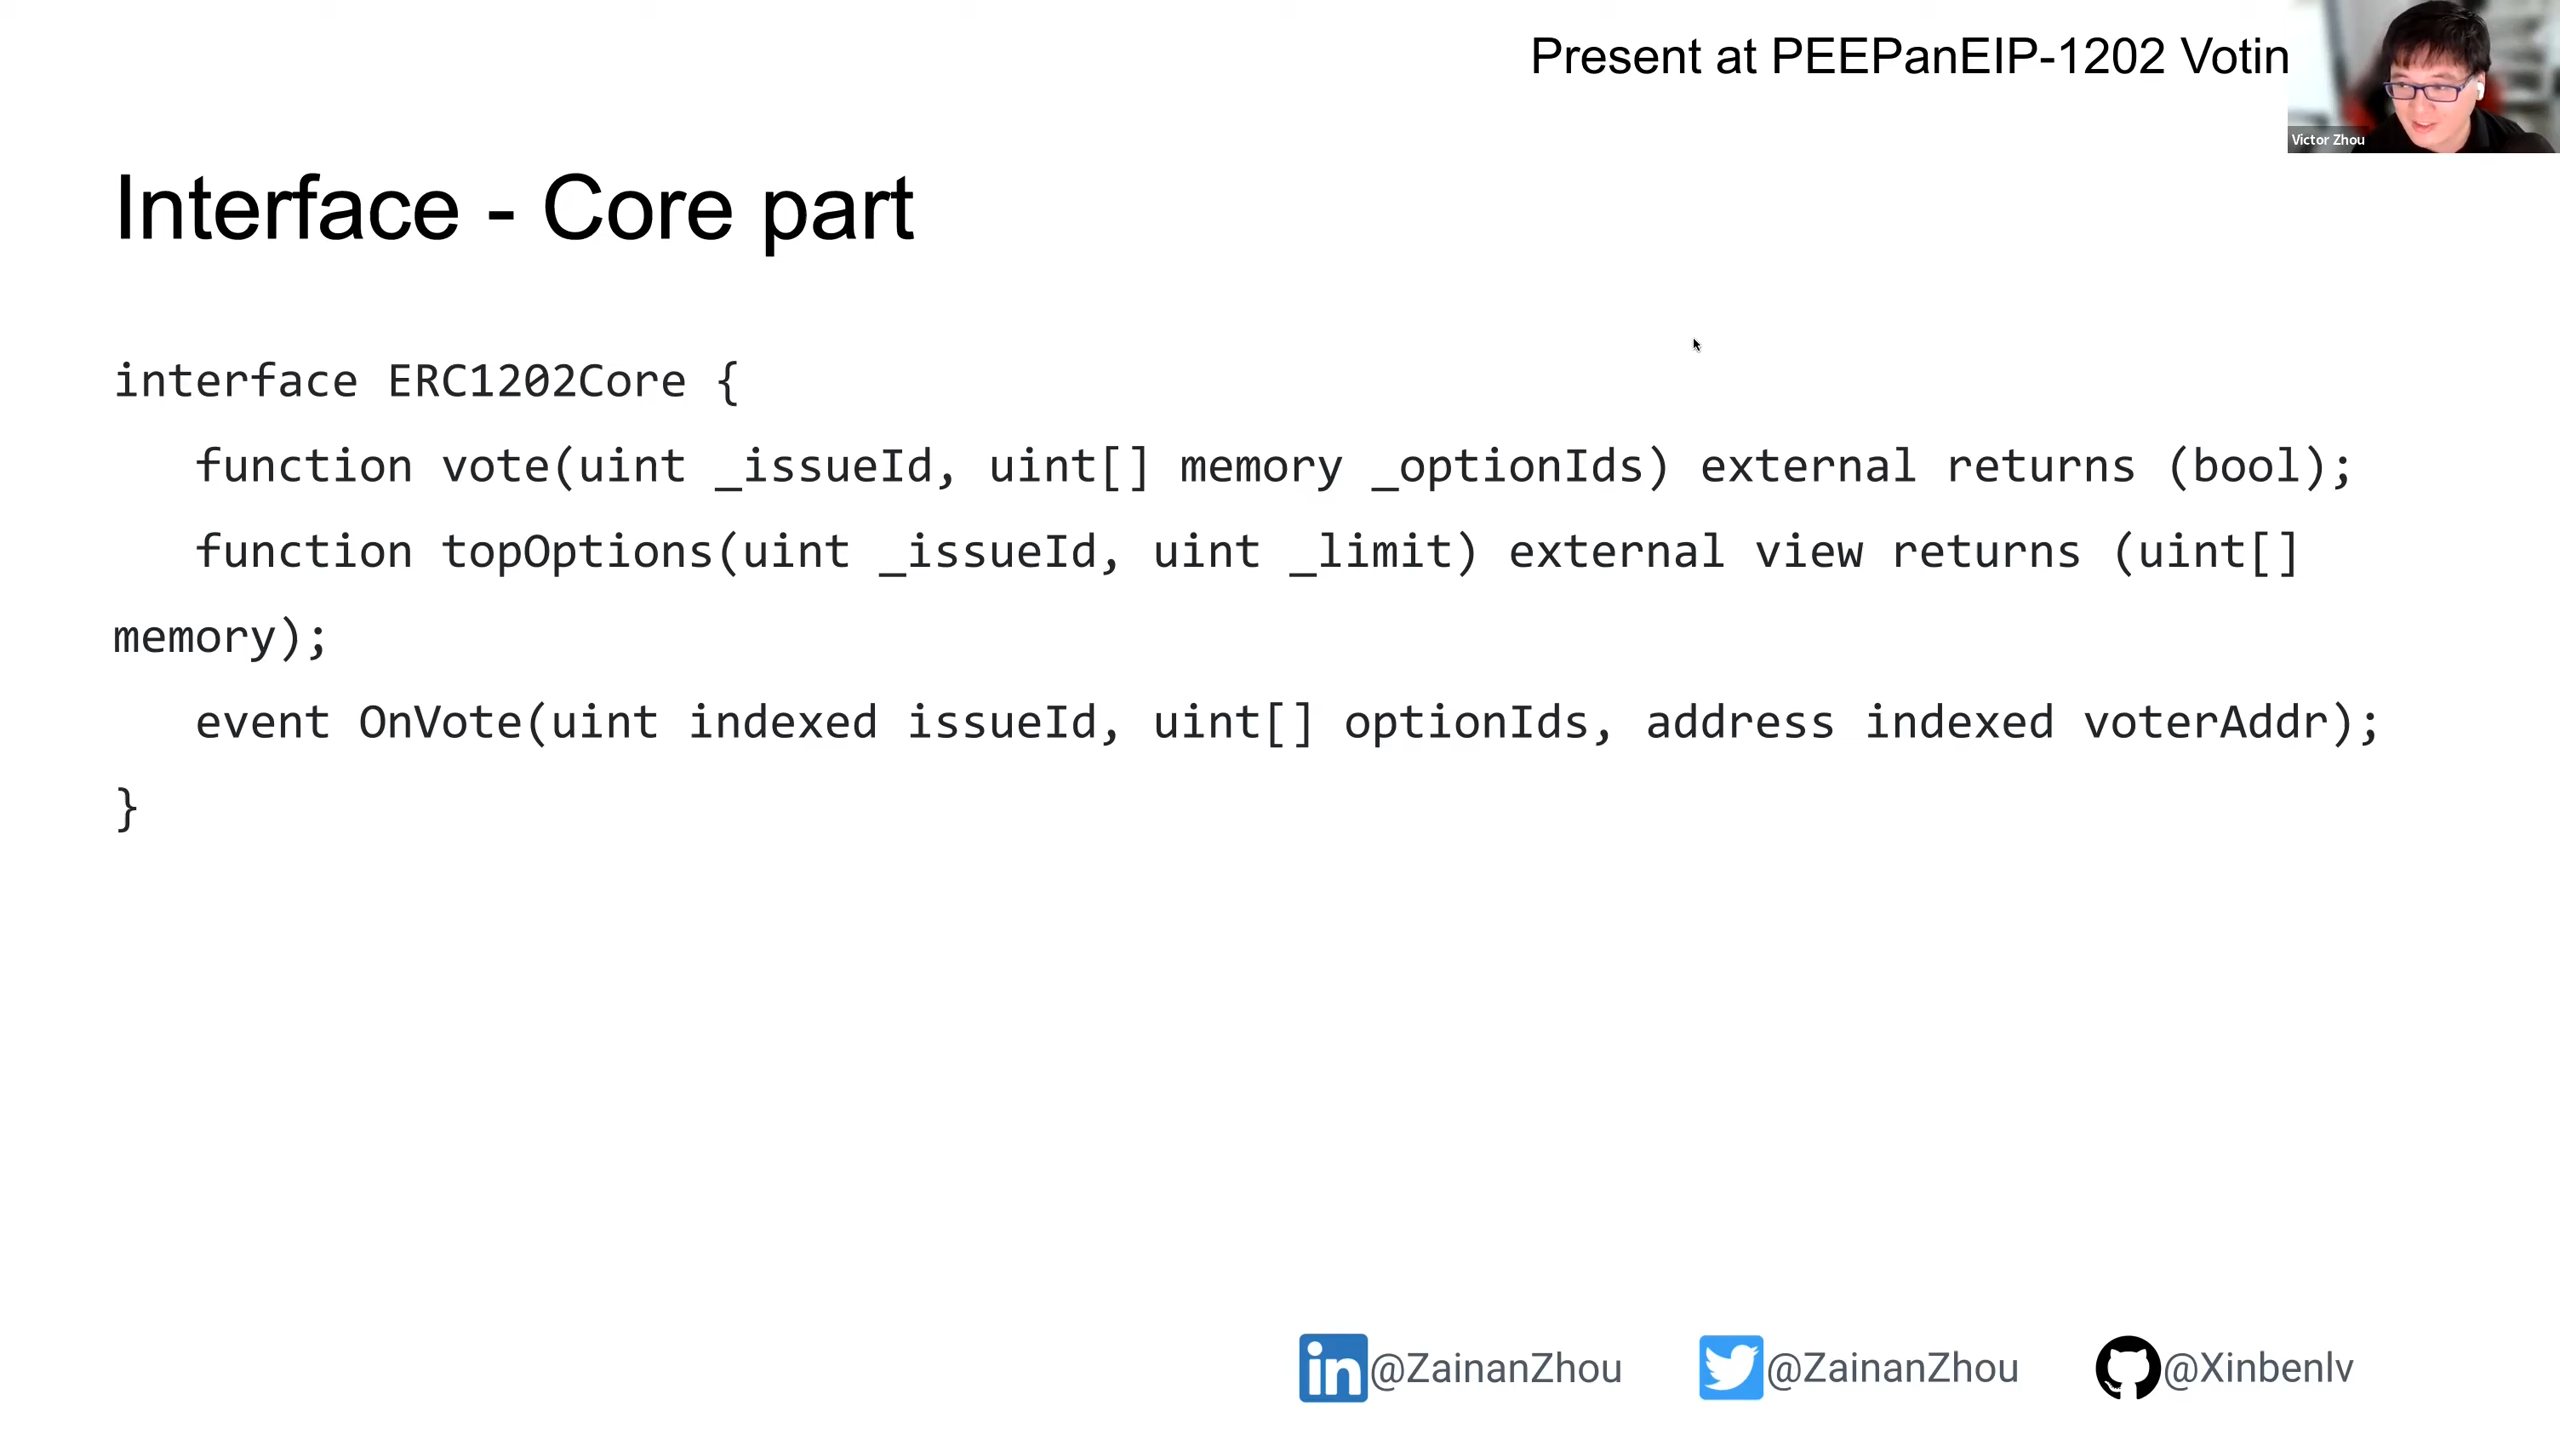 Present at PEEPanEIP-1202 Votin
Victor Zhou
Interface - Core part
interface ERC1202Core {
function vote(uint _issueId, uint[] memory _optionIds) external returns (bool);
function topOptions(uint _issueId, uint _limit) external view returns (uint[]
memory);
event OnVote(uint indexed issueId, uint[] optionIds, address indexed voterAddr);
}
in @ZainanZhou @ZainanZhou @Xinbenlv